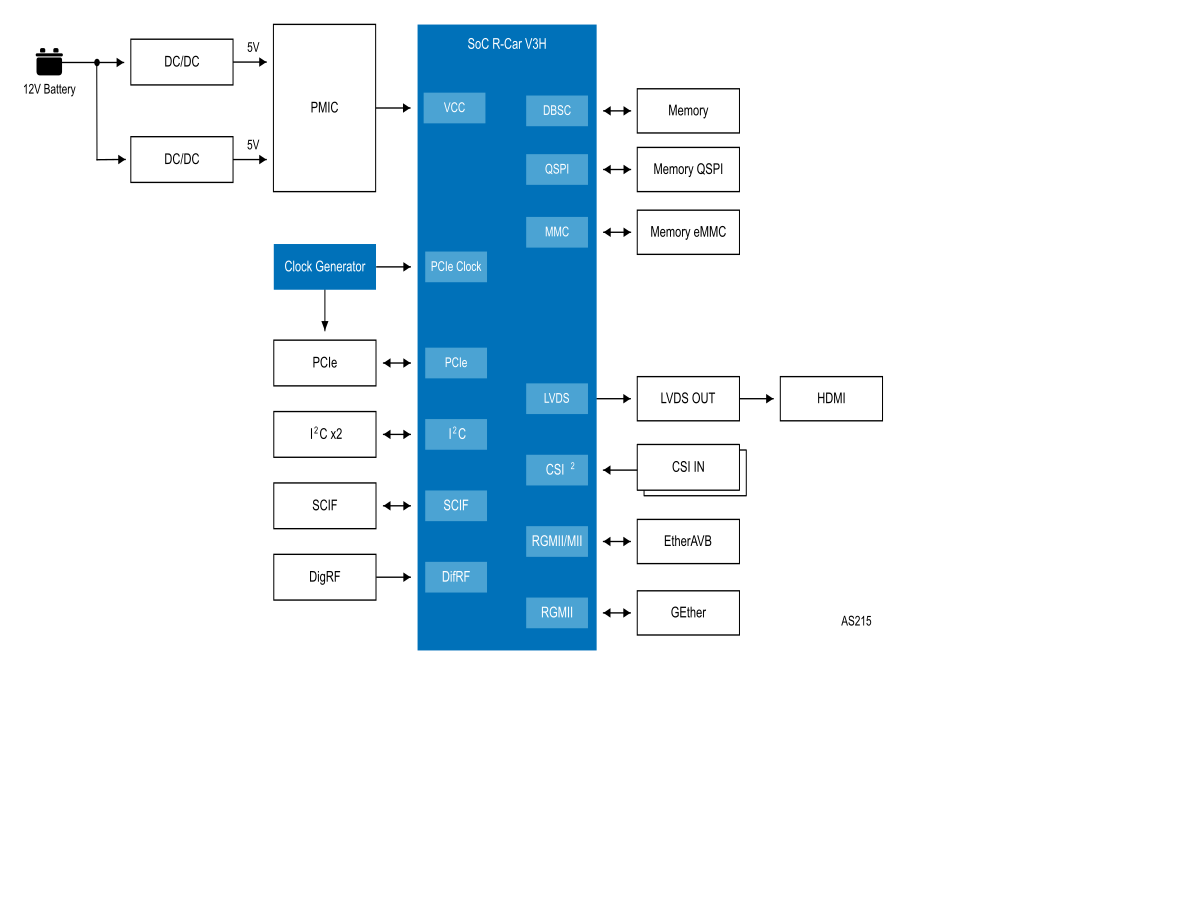 SoC R-Car V3H
5V
DC/DC
12V Battery
PMIC
VCC
DBSC
Memory
5V
DC/DC
QSPI
Memory QSPI
MMC
Memory eMMC
Clock Generator
PCIe Clock
PCIe
PCIe
LVDS
LVDS OUT
HDMI
I²C x2
I²C
CSI ²
CSI IN
SCIF
SCIF
RGMII/MII
EtherAVB
DigRF
DifRF
RGMII
GEther
AS215